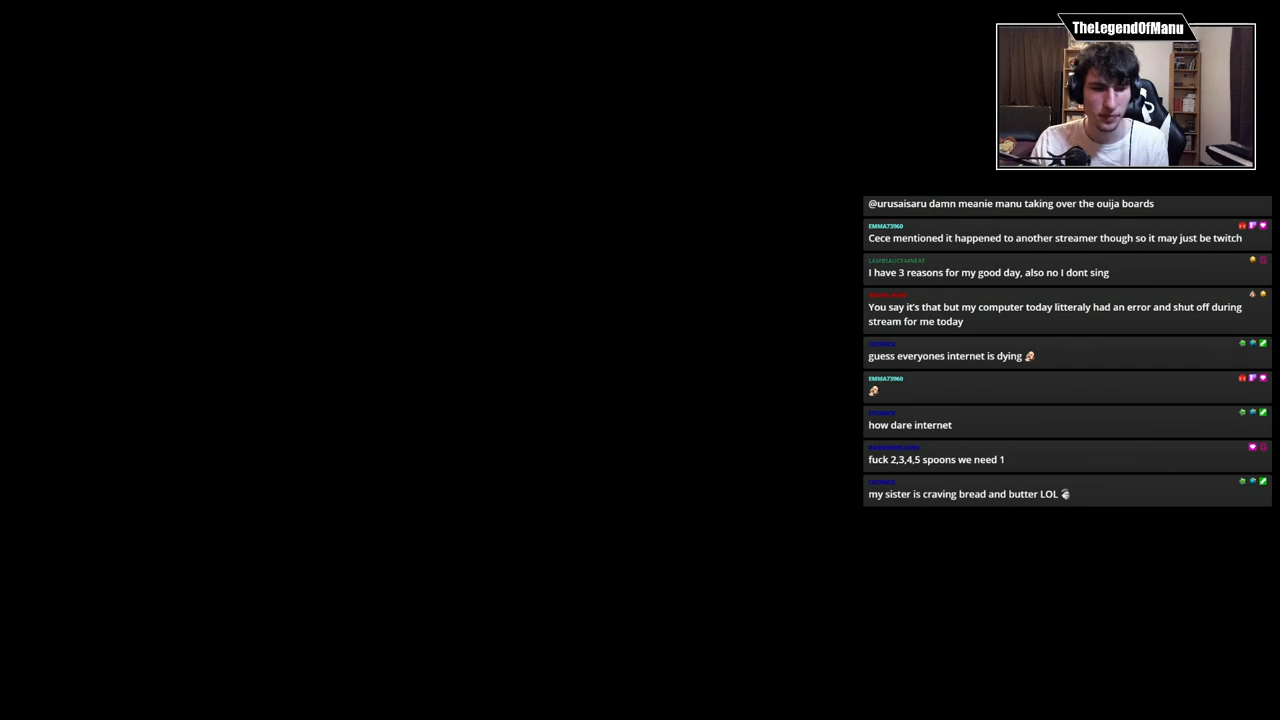 TheLegendOfManu
@urusaisaru damn meanie manu taking over the ouija boards
EMMA73960
Cece mentioned it happened to another streamer though so it may just be twitch
I have 3 reasons for my good day, also no I dont sing
You say it's that but my computer today litteraly had an error and shut off during
stream for me today
guess everyones internet is dying
EMMA73960
how dare internet
fuck 2,3,4,5 spoons we need 1
my sister is craving bread and butter LOL